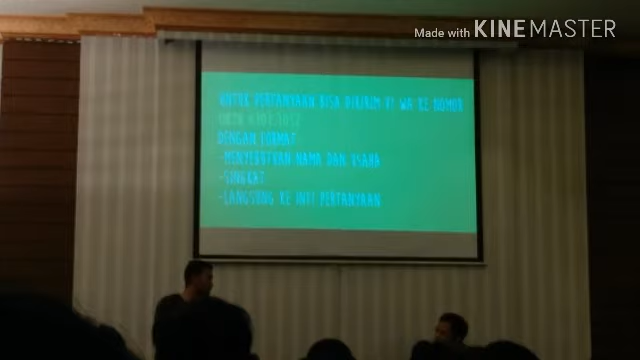 Made with KINEMASTER
UNTUK PERTANYAAN BISA DIKIRIM VI WA KE NOMOR
DENGAN FORMAT
-MENYEBUTKAN NAMA DAN USAHA
-SINGKAT
-LANGSUNG KE INTI PERTANYAAN